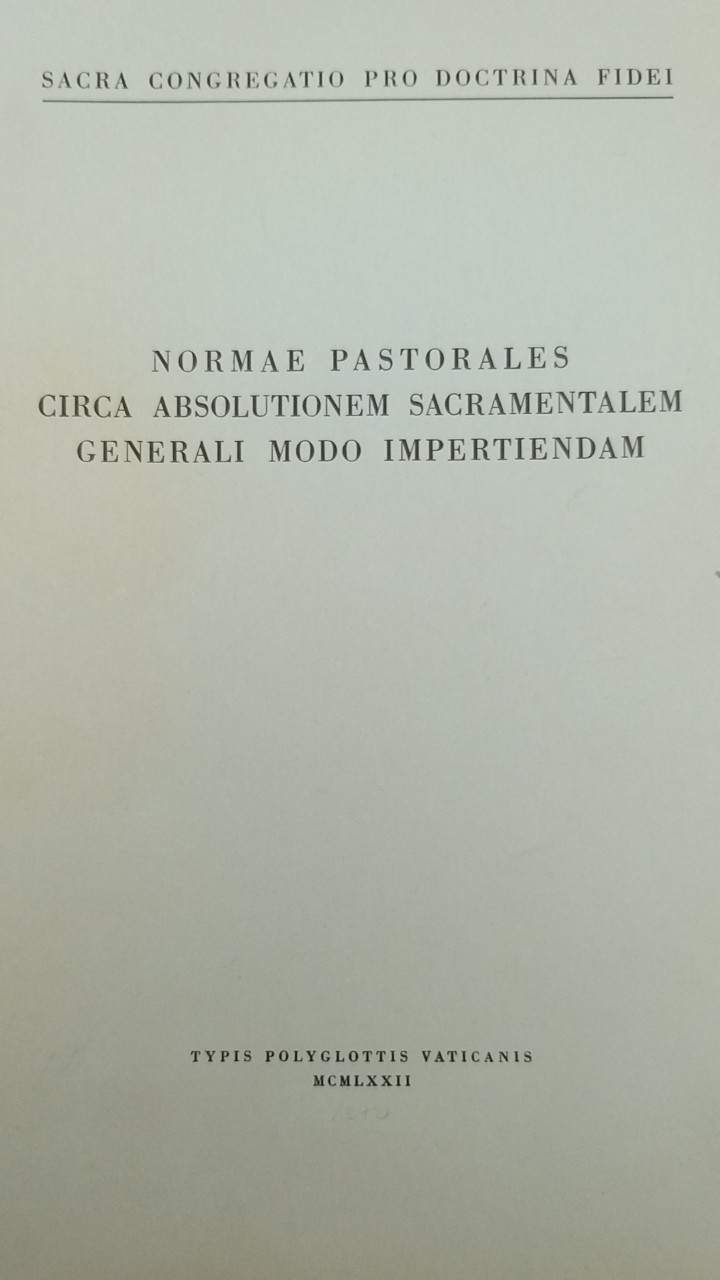 SACRA CONGREGATIO PRO DOCTRINA FIDEI
NORMAE PASTORALES
CIRCA ABSOLUTIONEM SACRAMENTALEM
GENERALI MODO IMPERTIENDAM
TYPIS POLYGLOTTIS VATICANIS
MCMLXXII